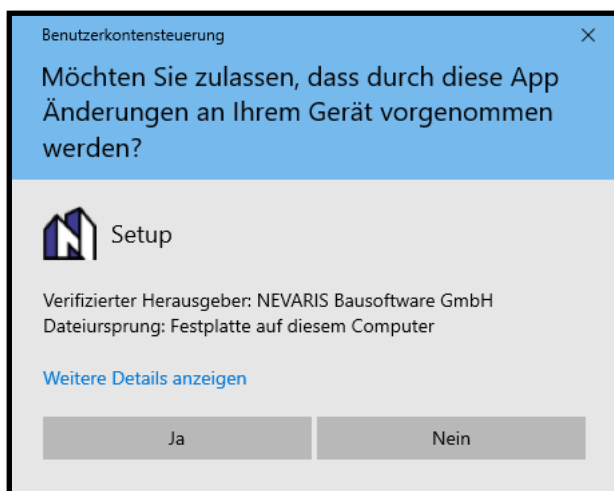 Benutzerkontensteuerung
Möchten Sie zulassen, dass durch diese App
Änderungen an Ihrem Gerät vorgenommen
werden?
Setup
Verifizierter Herausgeber: NEVARIS Bausoftware GmbH
Dateiursprung: Festplatte auf diesem Computer
Weitere Details anzeigen
Ja Nein